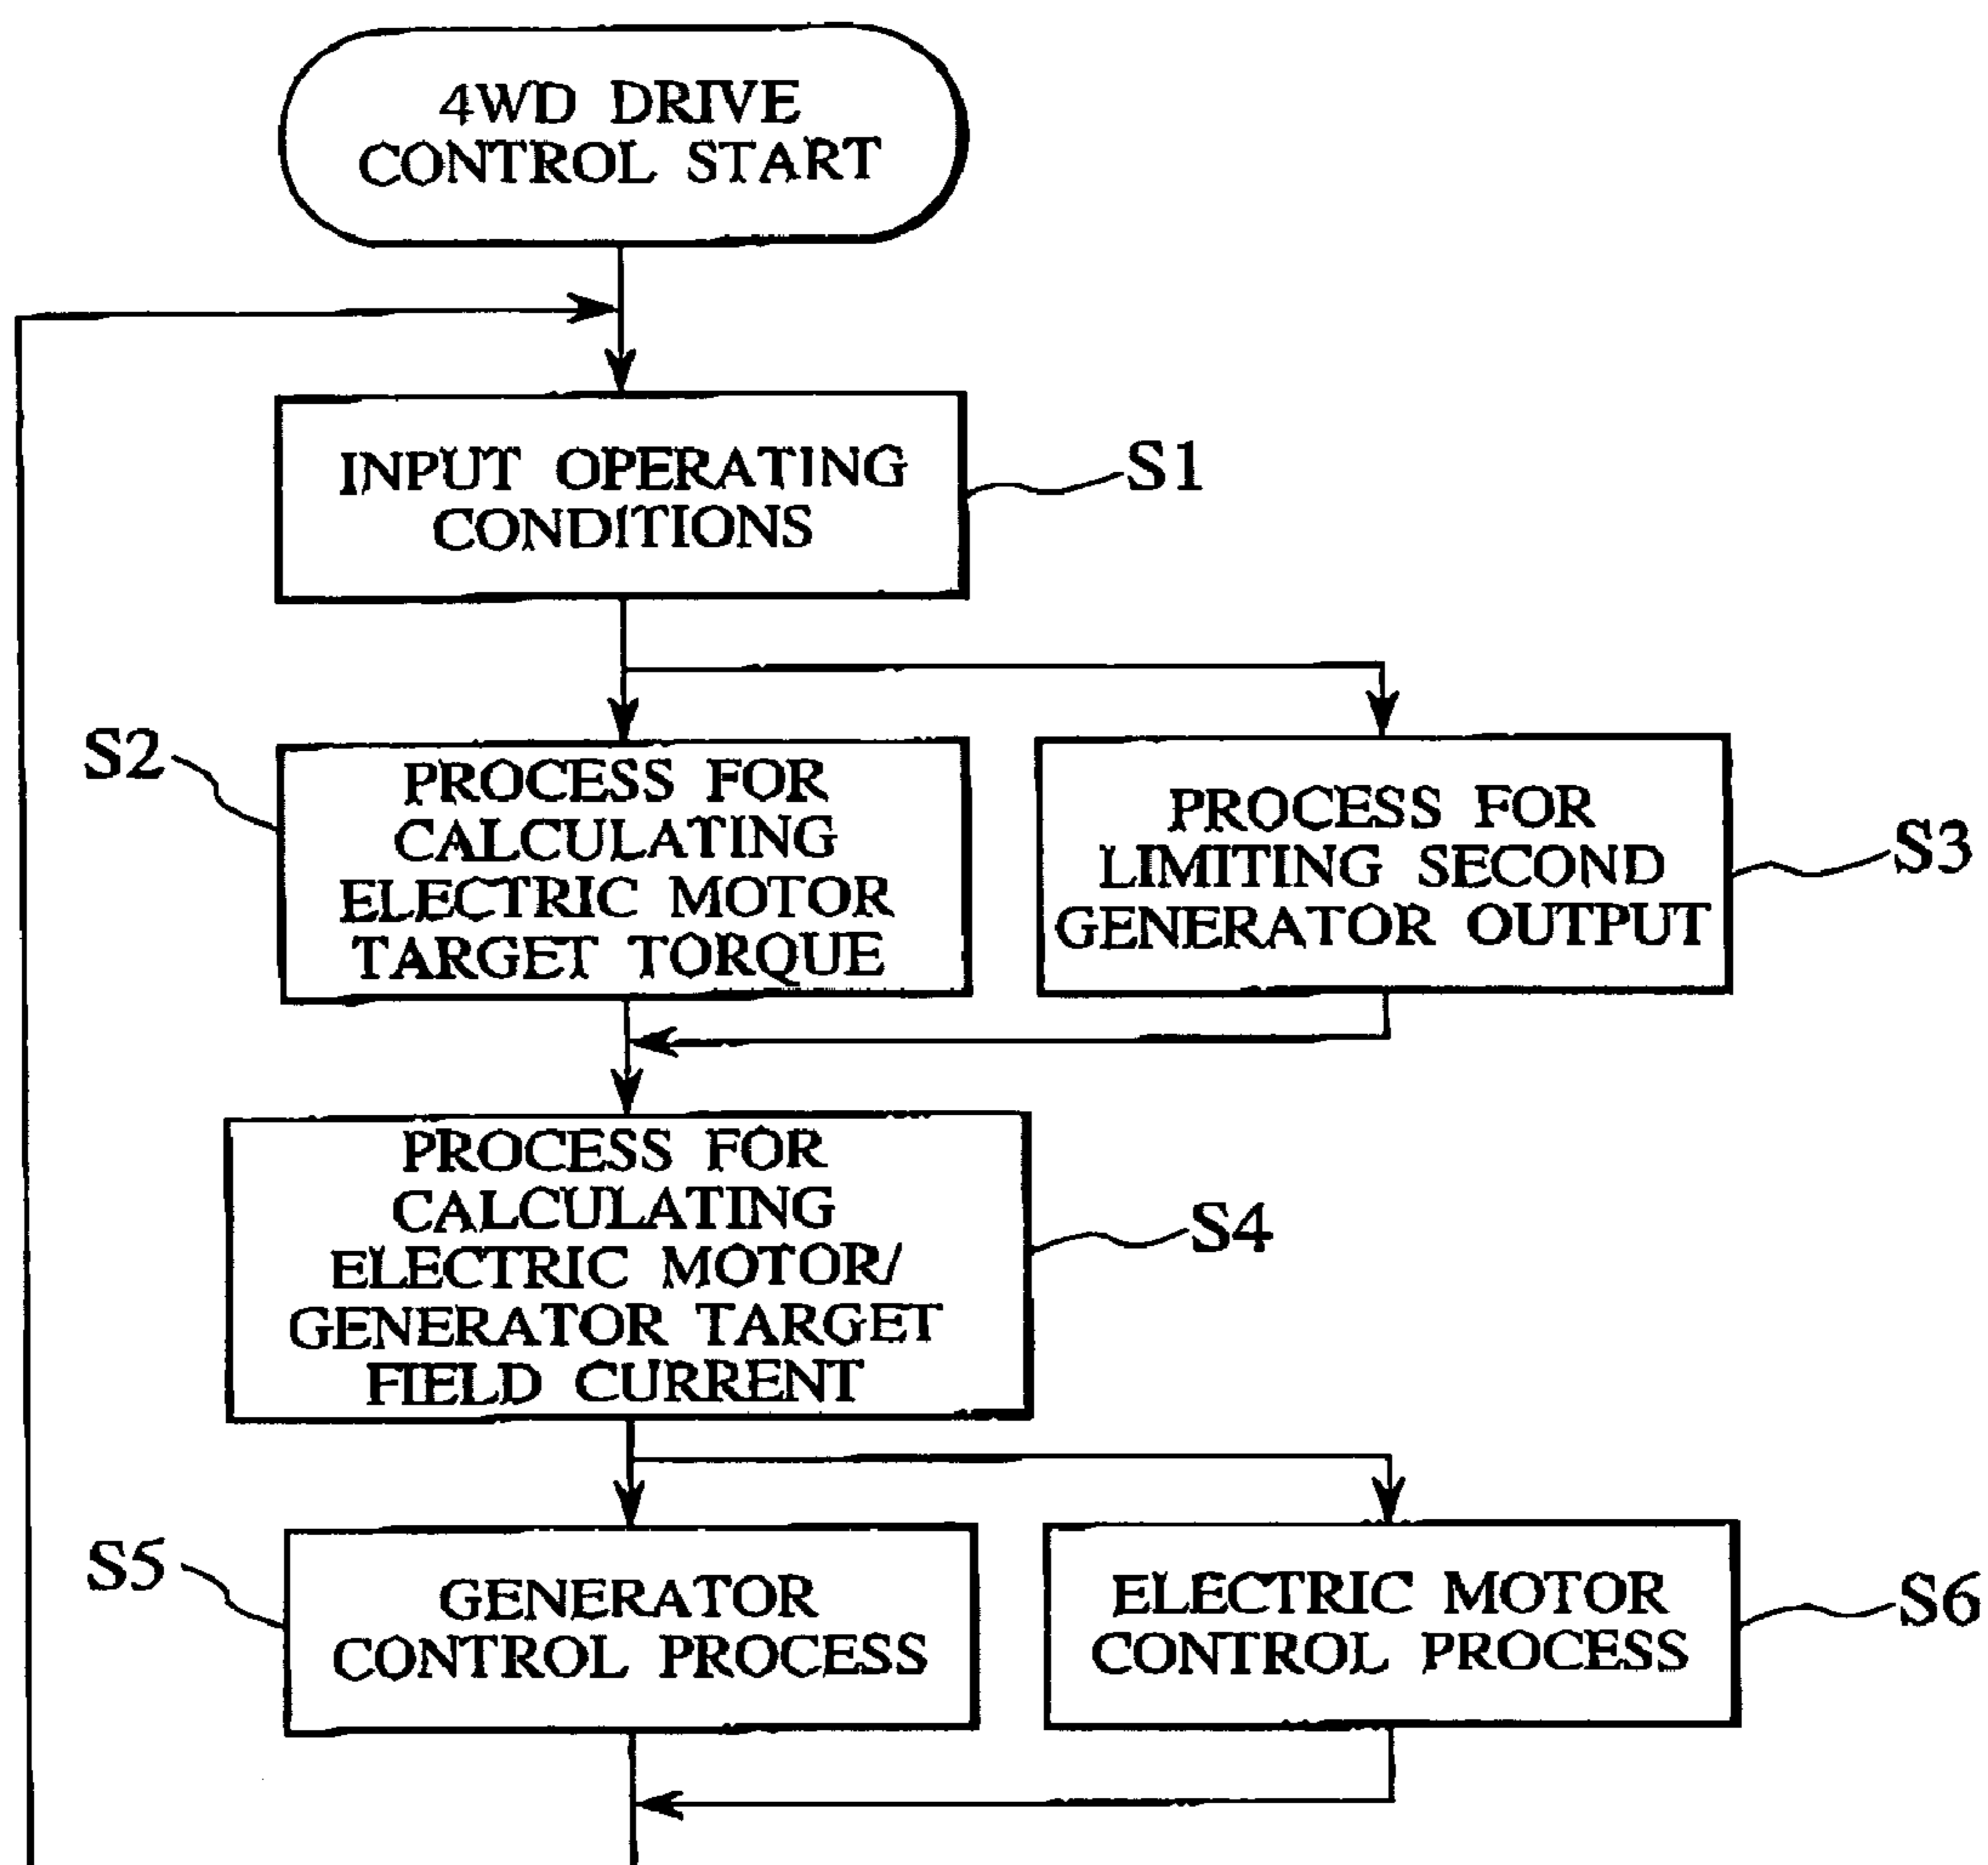 4WD DRIVE
CONTROL START
INPUT OPERATING
CONDITIONS
S1
S2
PROCESS FOR
CALCULATING
ELECTRIC MOTOR
TARGET TORQUE
PROCESS FOR
LIMITING SECOND
GENERATOR OUTPUT
S3
PROCESS FOR
CALCULATING
ELECTRIC MOTOR/
GENERATOR TARGET
FIELD CURRENT
S4
S5
GENERATOR
CONTROL PROCESS
ELECTRIC MOTOR
CONTROL PROCESS
S6